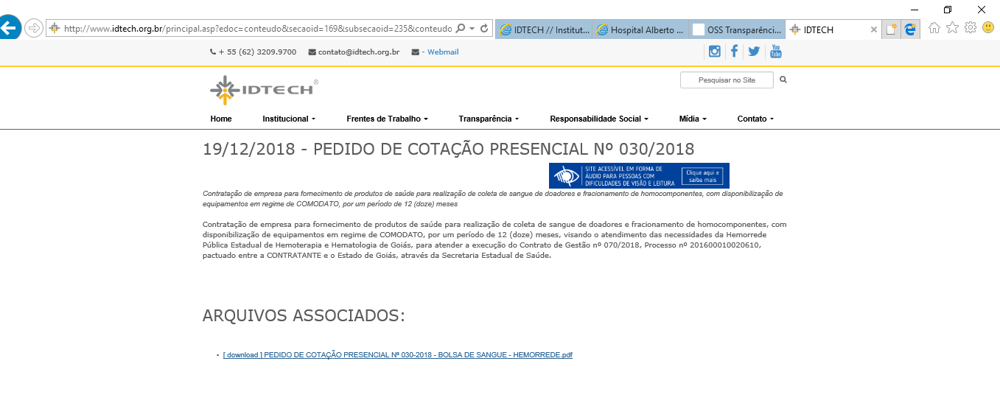 http://www.idtech.org.br/principal.asp?edoc=conteudo&secaoid=169&subsecaoid=235&conteudo
IDTECH // Institut...
Hospital Alberto ...
OSS Transparênci...
IDTECH
+ 55 (62) 3209.9700
contato@idtech.org.br
- Webmail
You Tube
IDTECH®
Pesquisar no Site
Home
Institucional
Frentes de Trabalho
Transparência
Responsabilidade Social
Mídia
Contato
19/12/2018 - PEDIDO DE COTAÇÃO PRESENCIAL Nº 030/2018
SITE ACESSÍVEL EM FORMA DE
ÁUDIO PARA PESSOAS COM
DIFICULDADES DE VISÃO E LEITURA
Clique aqui e
saiba mais
Contratação de empresa para fornecimento de produtos de saúde para realização de coleta de sangue de doadores e fracionamento de homocomponentes, com disponibilização de
equipamentos em regime de COMODATO, por um período de 12 (doze) meses
Contratação de empresa para fornecimento de produtos de saúde para realização de coleta de sangue de doadores e fracionamento de homocomponentes, com
disponibilização de equipamentos em regime de COMODATO, por um período de 12 (doze) meses, visando o atendimento das necessidades da Hemorrede
Pública Estadual de Hemoterapia e Hematologia de Goiás, para atender a execução do Contrato de Gestão nº 070/2018, Processo nº 201600010020610,
pactuado entre a CONTRATANTE e o Estado de Goiás, através da Secretaria Estadual de Saúde.
ARQUIVOS ASSOCIADOS:
[ download ] PEDIDO DE COTAÇÃO PRESENCIAL Nº 030-2018 - BOLSA DE SANGUE - HEMORREDE.pdf